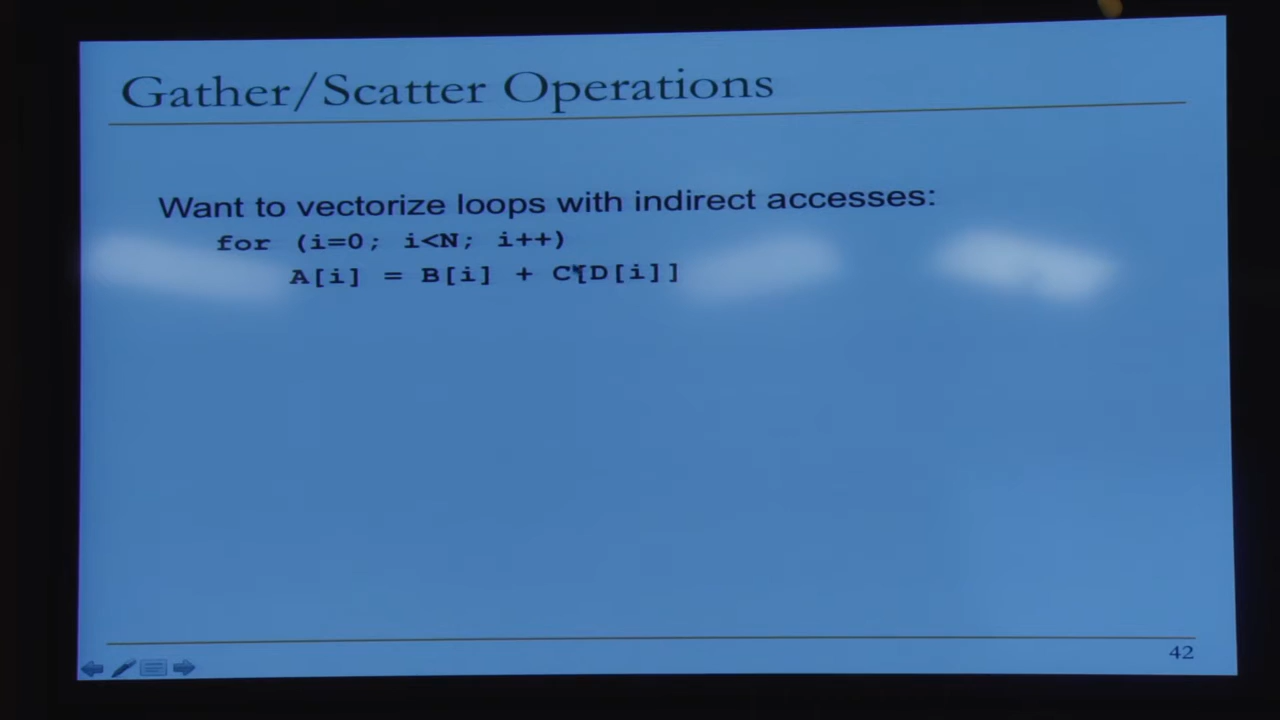 Gather/Scatter Operations
Want to vectorize loops with indirect accesses:
for (i=0; i<N; i++)
A[i] = B[i] + C[D[i]]
42